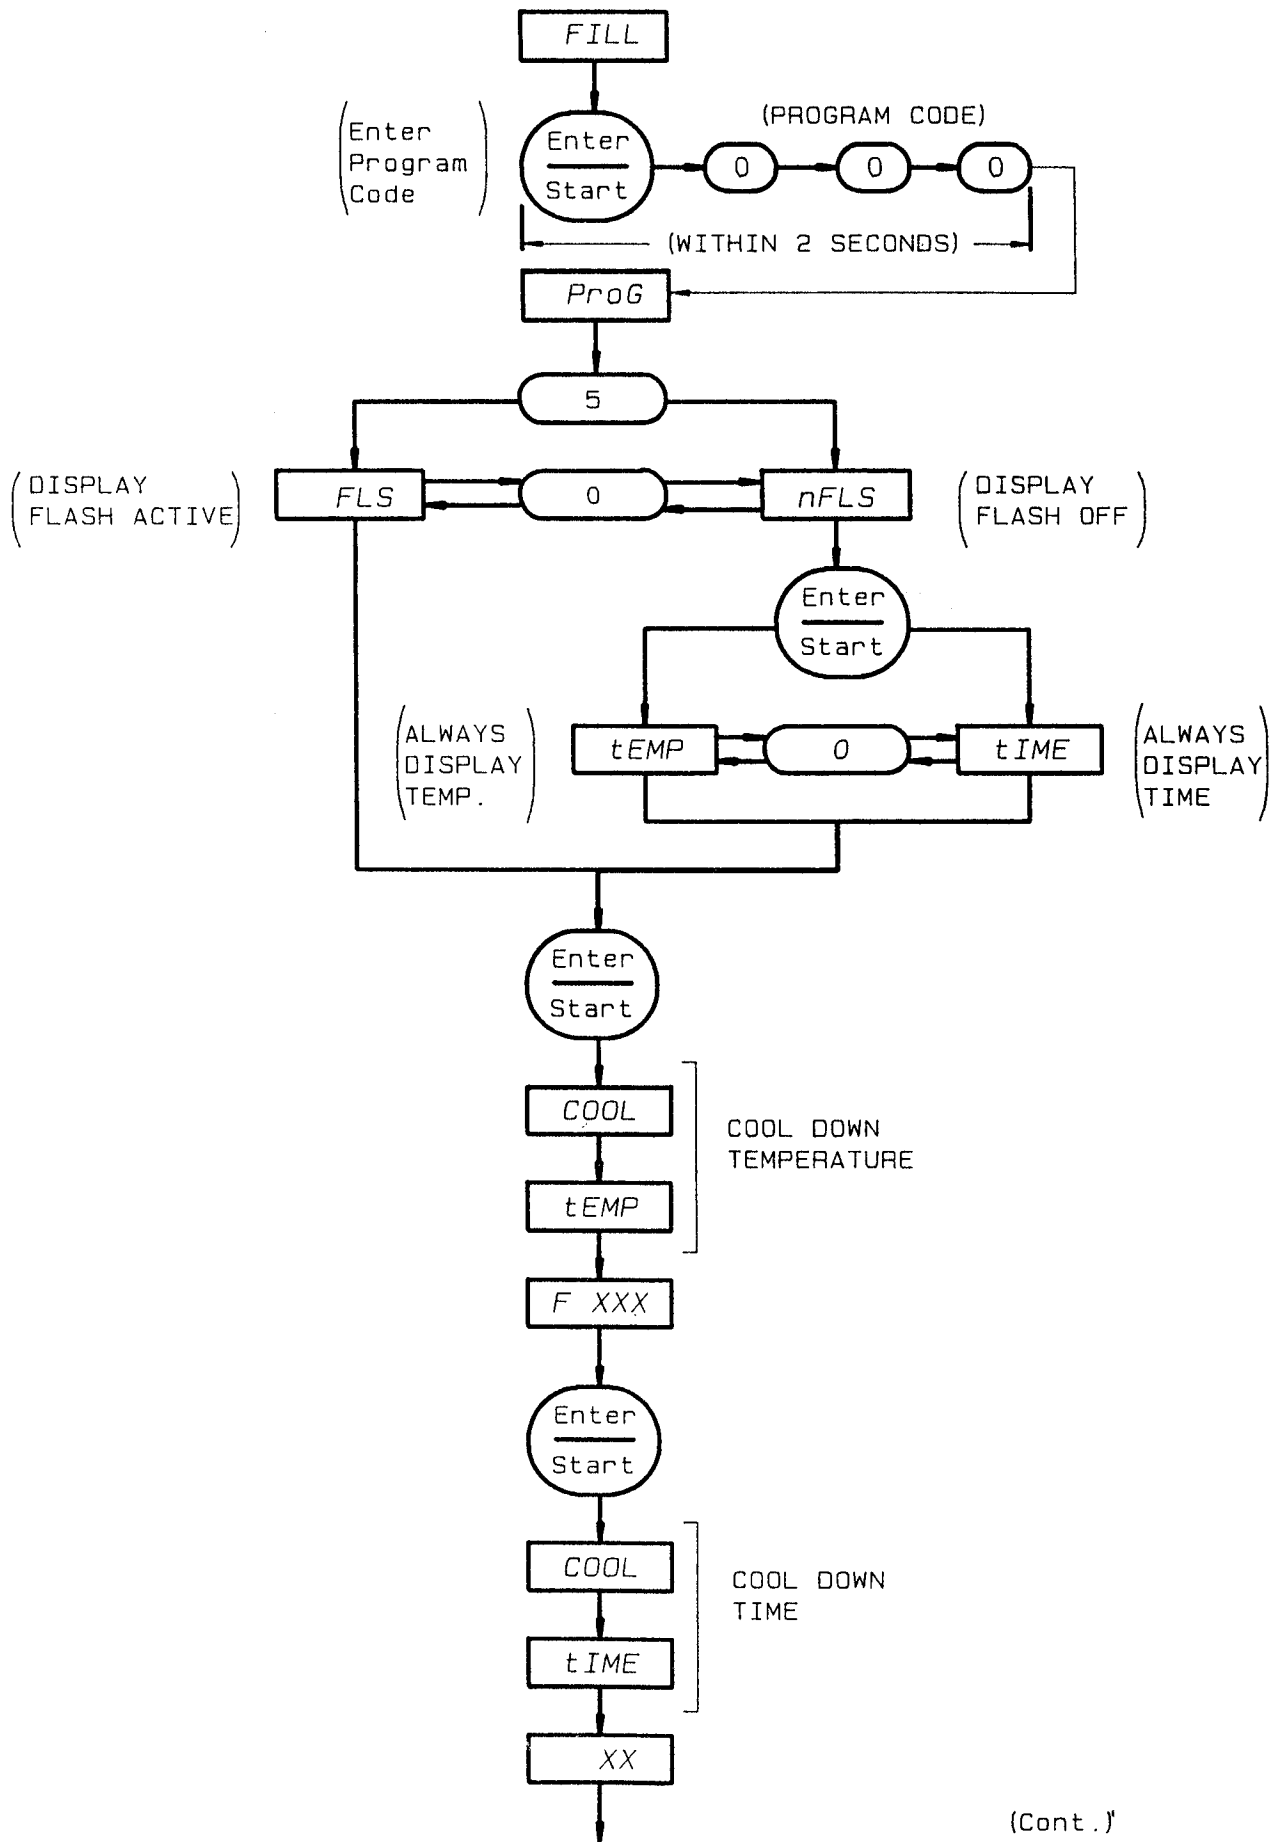 FILL
(Enter
Program
Code)
Enter
Start
(PROGRAM CODE)
0
0
0
(WITHIN 2 SECONDS)
ProG
5
(DISPLAY
FLASH ACTIVE)
FLS
0
nFLS
(DISPLAY
FLASH OFF)
Enter
Start
(ALWAYS
DISPLAY
TEMP.)
tEMP
0
tIME
(ALWAYS
DISPLAY
TIME)
Enter
Start
COOL
tEMP
COOL DOWN
TEMPERATURE
F XXX
Enter
Start
COOL
tIME
COOL DOWN
TIME
XX
(Cont.)